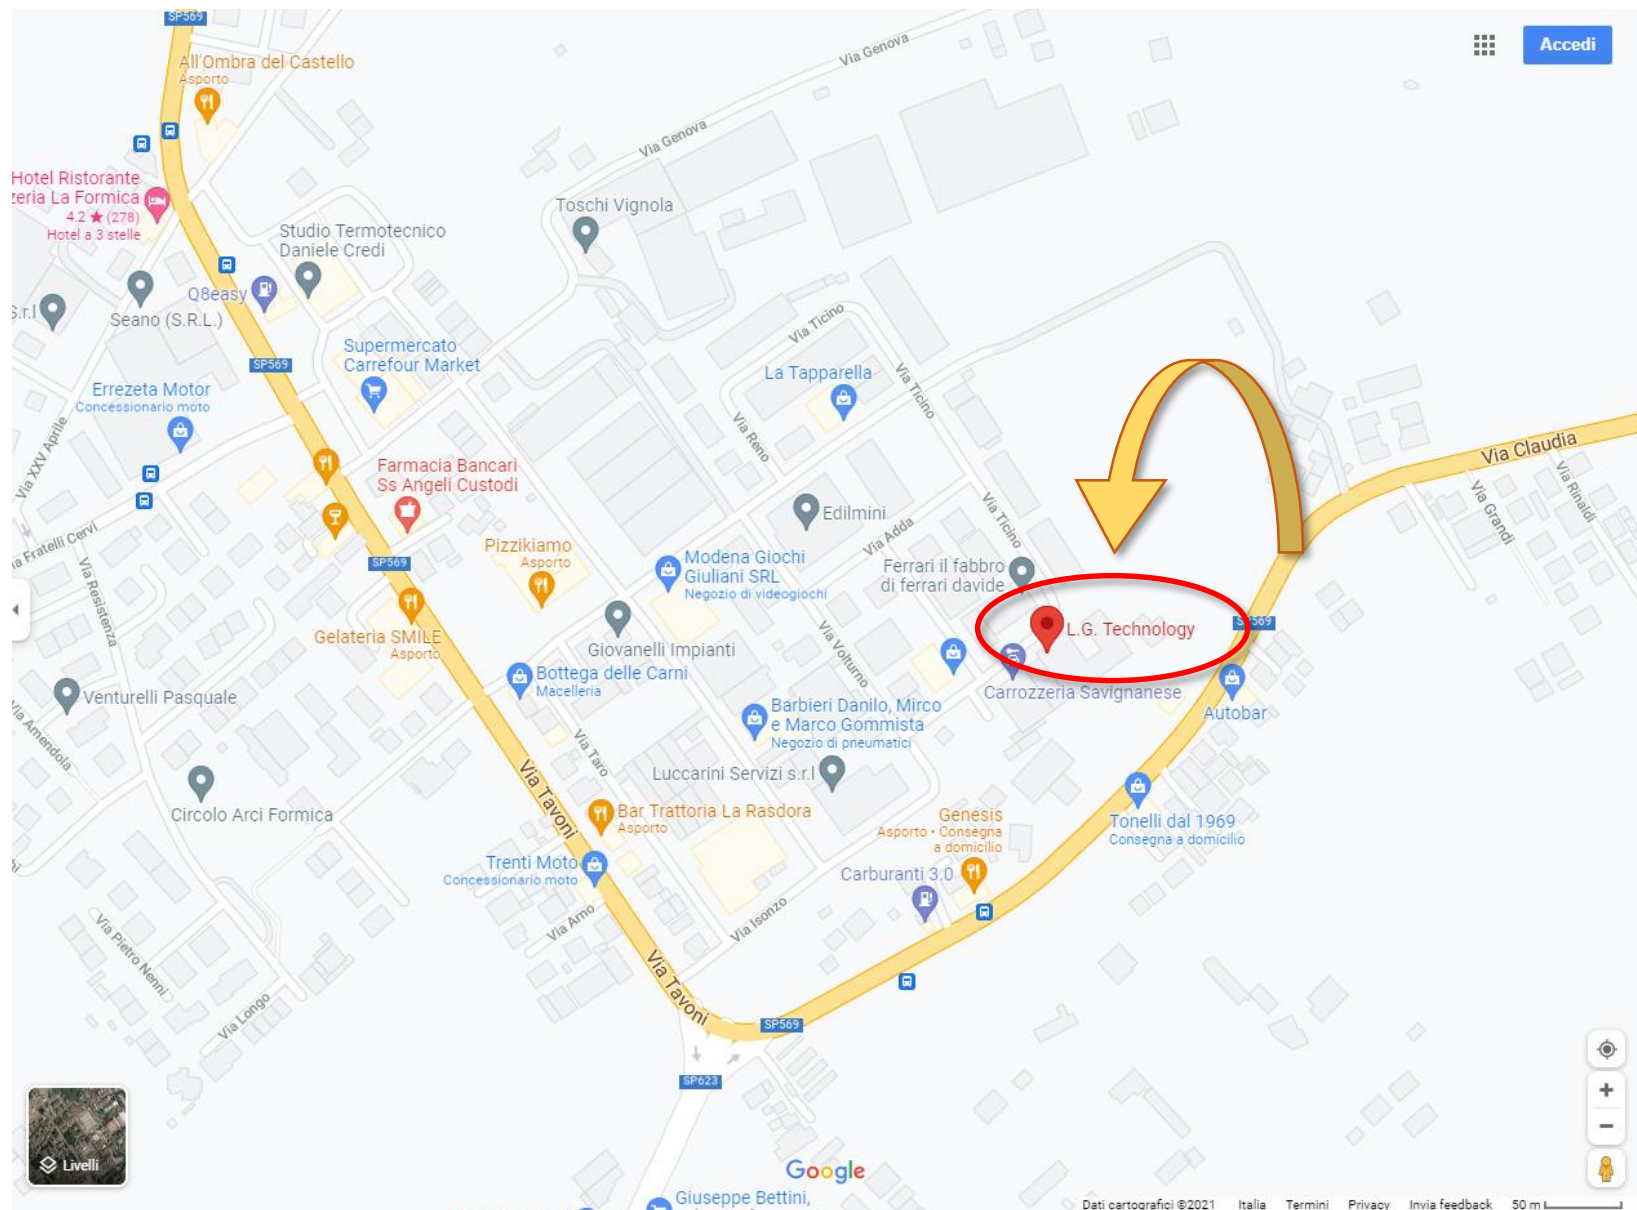 SP569
Accedi
Via Genova
All'Ombra del Castello
Asporto
Via Genova
Hotel Ristorante
zeria La Formica
4.2 ★ (278)
Hotel a 3 stelle
Toschi Vignola
Studio Termotecnico
Daniele Credi
Q8easy
S.r.l
Seano (S.R.L.)
Via Ticino
Supermercato
Carrefour Market
SP569
La Tapparella
Via Ticino
Errezeta Motor
Concessionario moto
Via XXV Aprile
Via Reno
Via Claudia
Via Rinaldi
Via Grandi
Farmacia Bancari
Ss Angeli Custodi
Via Ticino
Edilmini
Via Adda
a Fratelli Cervi
Via Resistenza
SP569
Pizzikiamo
Asporto
Modena Giochi
Giuliani SRL
Negozio di videogiochi
Ferrari il fabbro
di ferrari davide
Gelateria SMILE
Asporto
Giovanelli Impianti
Via Volturno
L.G. Technology
SP569
Bottega delle Carni
Macelleria
Carrozzeria Savignanese
Venturelli Pasquale
Via Amendola
Barbieri Danilo, Mirco
e Marco Gommista
Negozio di pneumatici
Autobar
Via Taro
Luccarini Servizi s.r.l
Via Tavoni
Circolo Arci Formica
Bar Trattoria La Rasdora
Asporto
Genesis
Asporto • Consegna
a domicilio
Tonelli dal 1969
Consegna a domicilio
Trenti Moto
Concessionario moto
Carburanti 3.0
Via Arno
Via Isonzo
Via Pietro Nenni
Via Longo
Via Tavoni
SP569
SP623
Livelli
Google
Giuseppe Bettini,
Dati cartografici ©2021 Italia Termini Privacy Invia feedback 50 m